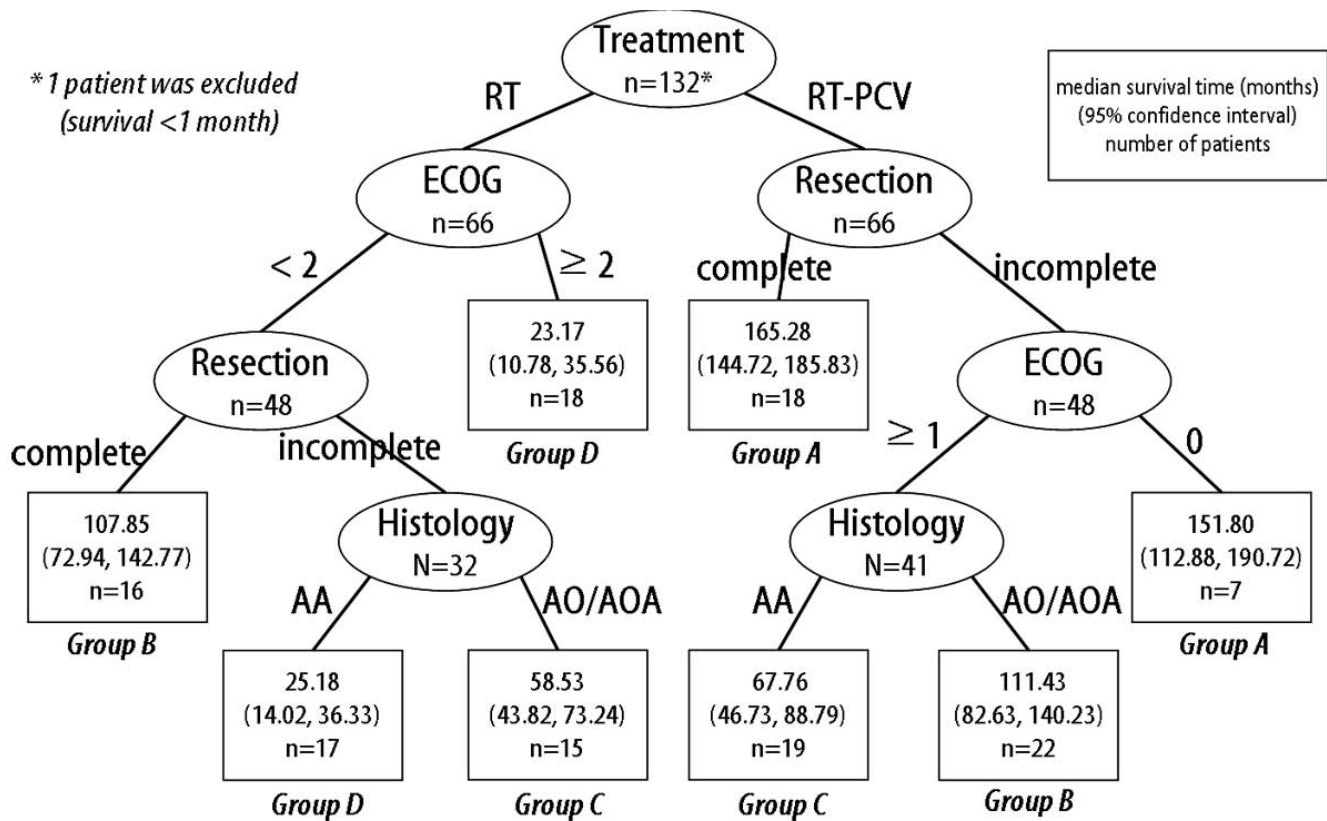 Treatment
n=132*
* 1 patient was excluded
(survival <1 month)
median survival time (months)
(95% confidence interval)
number of patients
RT
RT-PCV
ECOG
n=66
Resection
n=66
< 2
≥ 2
complete
incomplete
23.17
(10.78, 35.56)
n=18
Group D
165.28
(144.72, 185.83)
n=18
Group A
Resection
n=48
ECOG
n=48
complete
incomplete
≥ 1
0
107.85
(72.94, 142.77)
n=16
Group B
Histology
N=32
Histology
N=41
151.80
(112.88, 190.72)
n=7
Group A
AA
AO/AOA
AA
AO/AOA
25.18
(14.02, 36.33)
n=17
Group D
58.53
(43.82, 73.24)
n=15
Group C
67.76
(46.73, 88.79)
n=19
Group C
111.43
(82.63, 140.23)
n=22
Group B